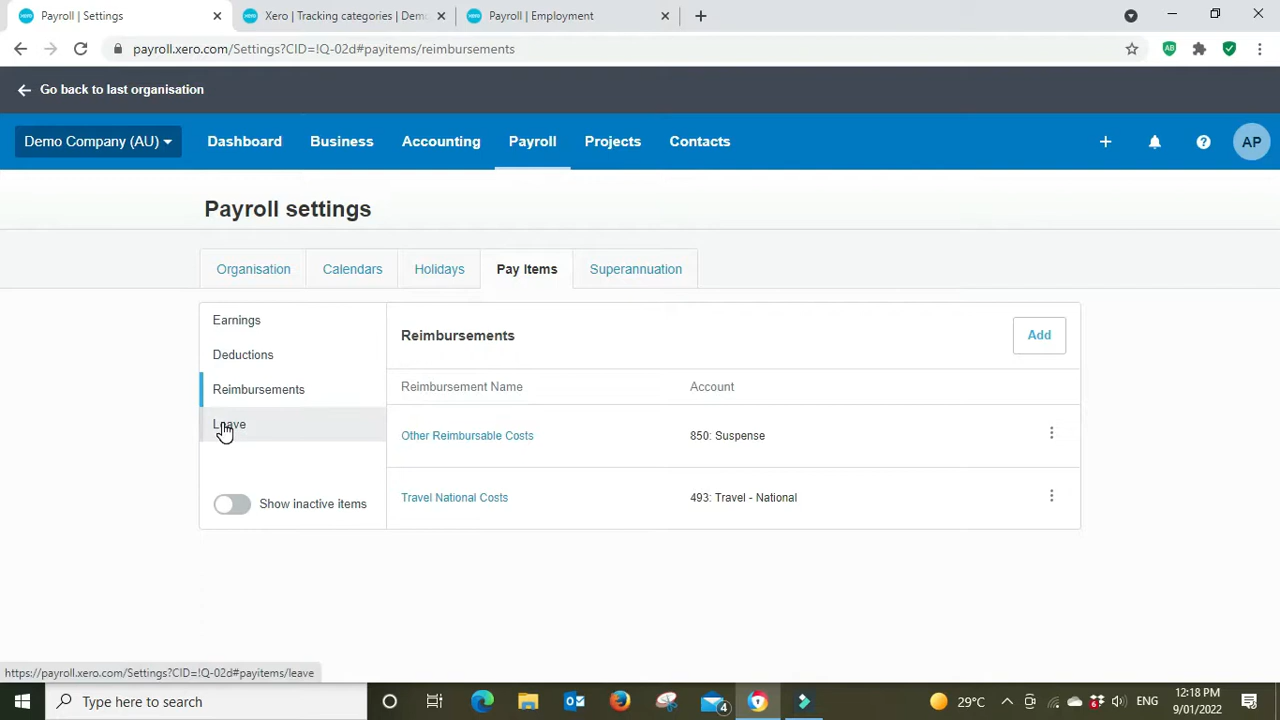 Payroll | Settings
Xero | Tracking categories | Demo
Payroll | Employment
payroll.xero.com/Settings?CID=!Q-02d#payitems/reimbursements
AB
Go back to last organisation
Demo Company (AU)
Dashboard
Business
Accounting
Payroll
Projects
Contacts
AP
Payroll settings
Organisation
Calendars
Holidays
Pay Items
Superannuation
Earnings
Deductions
Reimbursements
Leave
Show inactive items
Reimbursements
Add
Reimbursement Name
Account
Other Reimbursable Costs
850: Suspense
Travel National Costs
493: Travel - National
https://payroll.xero.com/Settings?CID=!Q-02d#payitems/leave
Type here to search
4
29°C
6
ENG
12:18 PM
9/01/2022